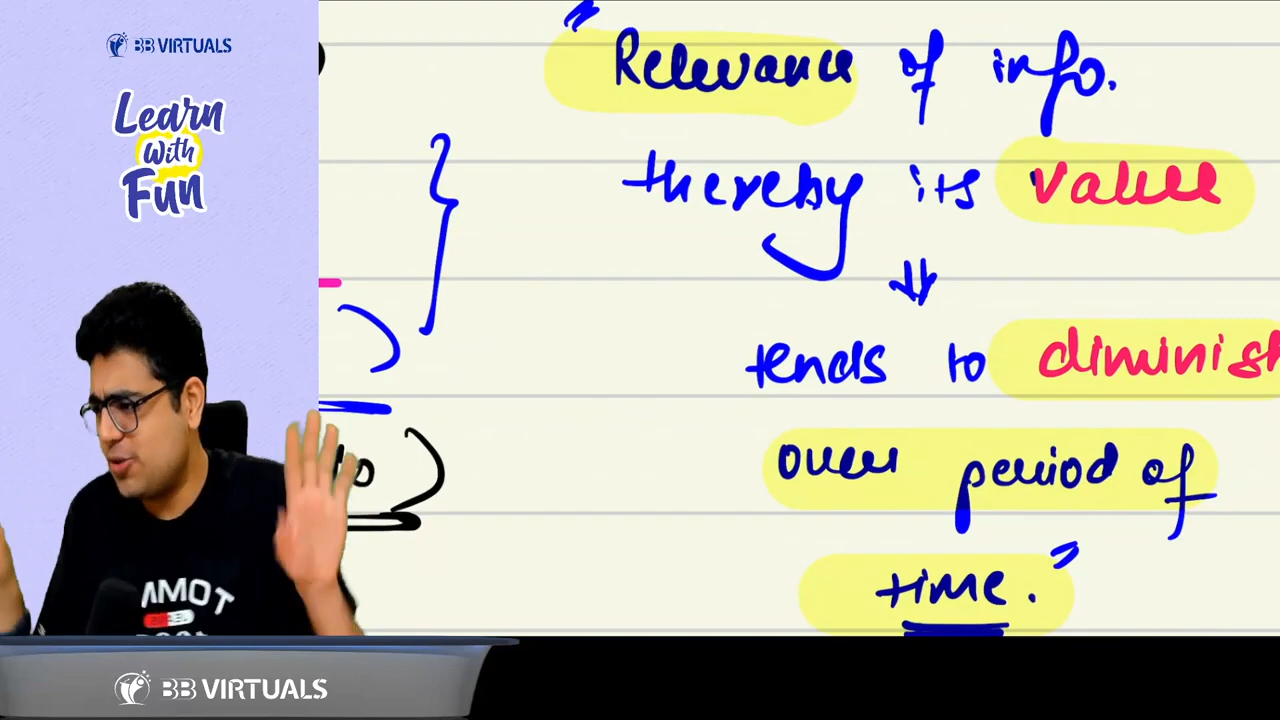 BB VIRTUALS
Learn
With
Fun
"Relevance of info.
thereby its value
tends to diminish
over period of
time."
BB VIRTUALS